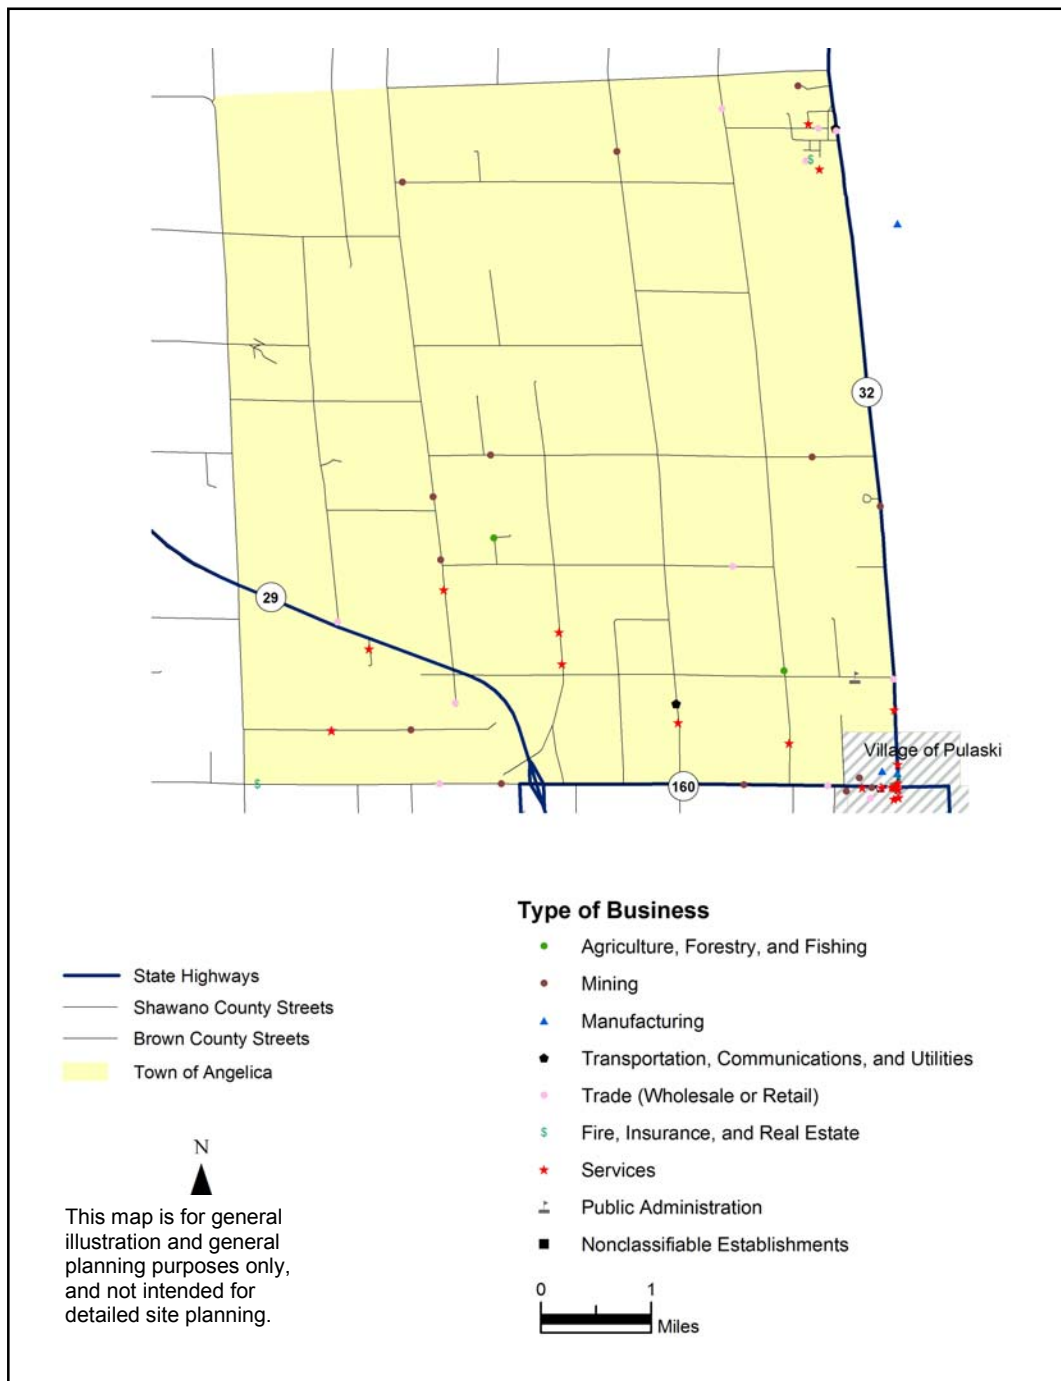 32
29
Village of Pulaski
160
Type of Business
Agriculture, Forestry, and Fishing
Mining
Manufacturing
Transportation, Communications, and Utilities
Trade (Wholesale or Retail)
$ Fire, Insurance, and Real Estate
Services
Public Administration
Nonclassifiable Establishments
0 1
Miles
State Highways
Shawano County Streets
Brown County Streets
Town of Angelica
N
This map is for general
illustration and general
planning purposes only,
and not intended for
detailed site planning.